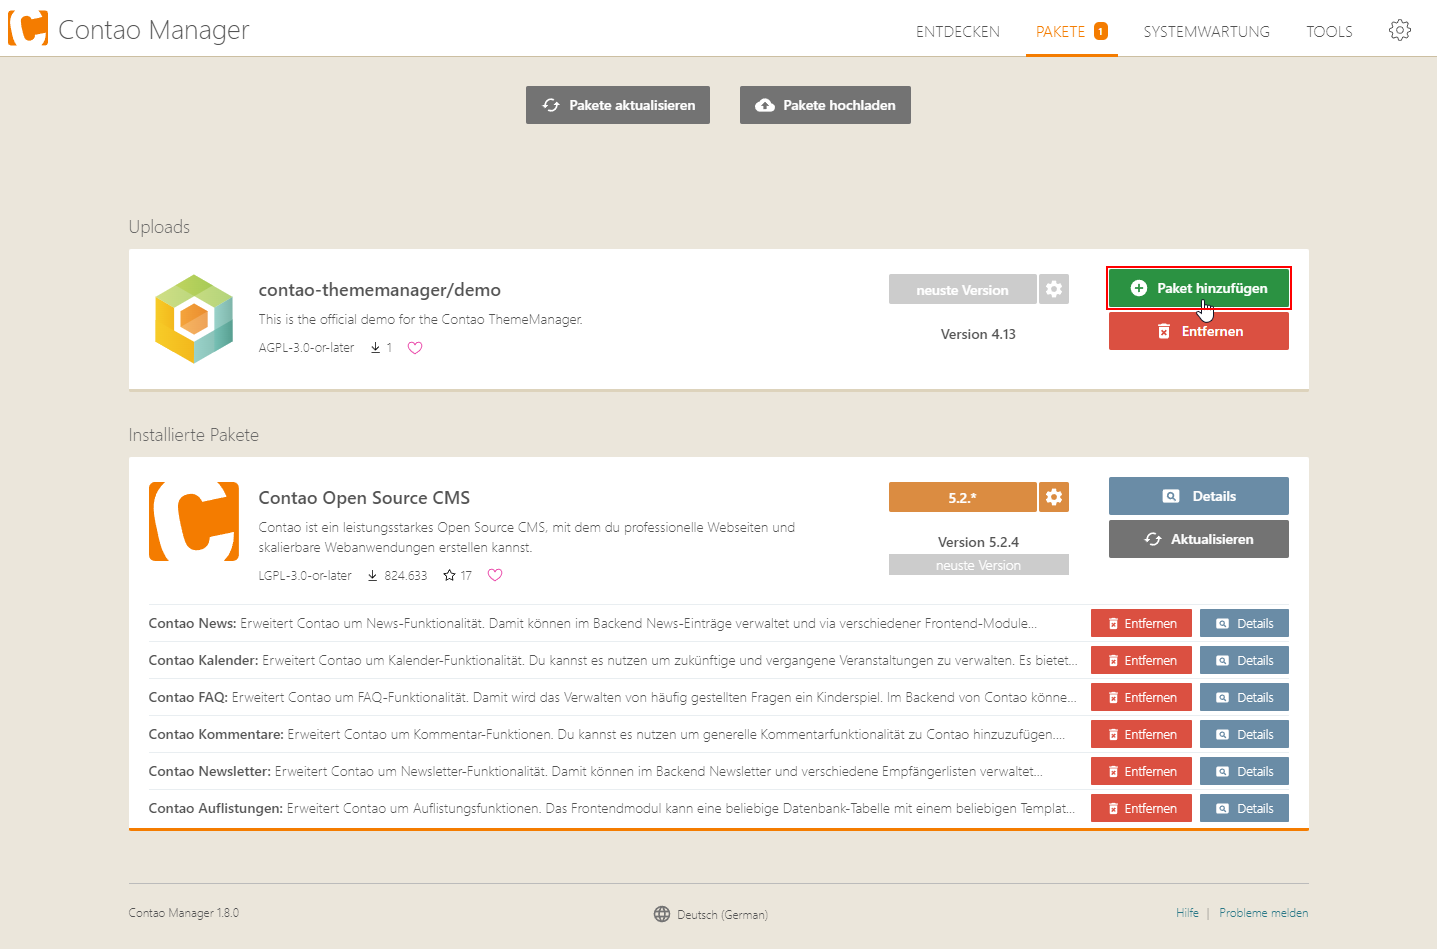 Contao Manager
ENTDECKEN
PAKETE 1
SYSTEMWARTUNG
TOOLS
Pakete aktualisieren
Pakete hochladen
Uploads
contao-thememanager/demo
This is the official demo for the Contao ThemeManager.
AGPL-3.0-or-later 1
neuste Version
Version 4.13
Paket hinzufügen
Entfernen
Installierte Pakete
Contao Open Source CMS
Contao ist ein leistungsstarkes Open Source CMS, mit dem du professionelle Webseiten und
skalierbare Webanwendungen erstellen kannst.
LGPL-3.0-or-later 824.633 17
5.2.*
Version 5.2.4
neuste Version
Details
Aktualisieren
Contao News: Erweitert Contao um News-Funktionalität. Damit können im Backend News-Einträge verwaltet und via verschiedener Frontend-Module... Entfernen Details
Contao Kalender: Erweitert Contao um Kalender-Funktionalität. Du kannst es nutzen um zukünftige und vergangene Veranstaltungen zu verwalten. Es bietet... Entfernen Details
Contao FAQ: Erweitert Contao um FAQ-Funktionalität. Damit wird das Verwalten von häufig gestellten Fragen ein Kinderspiel. Im Backend von Contao könne... Entfernen Details
Contao Kommentare: Erweitert Contao um Kommentar-Funktionen. Du kannst es nutzen um generelle Kommentarfunktionalität zu Contao hinzuzufügen.... Entfernen Details
Contao Newsletter: Erweitert Contao um Newsletter-Funktionalität. Damit können im Backend Newsletter und verschiedene Empfängerlisten verwaltet... Entfernen Details
Contao Auflistungen: Erweitert Contao um Auflistungsfunktionen. Das Frontendmodul kann eine beliebige Datenbank-Tabelle mit einem beliebigen Templat... Entfernen Details
Contao Manager 1.8.0
Deutsch (German)
Hilfe | Probleme melden